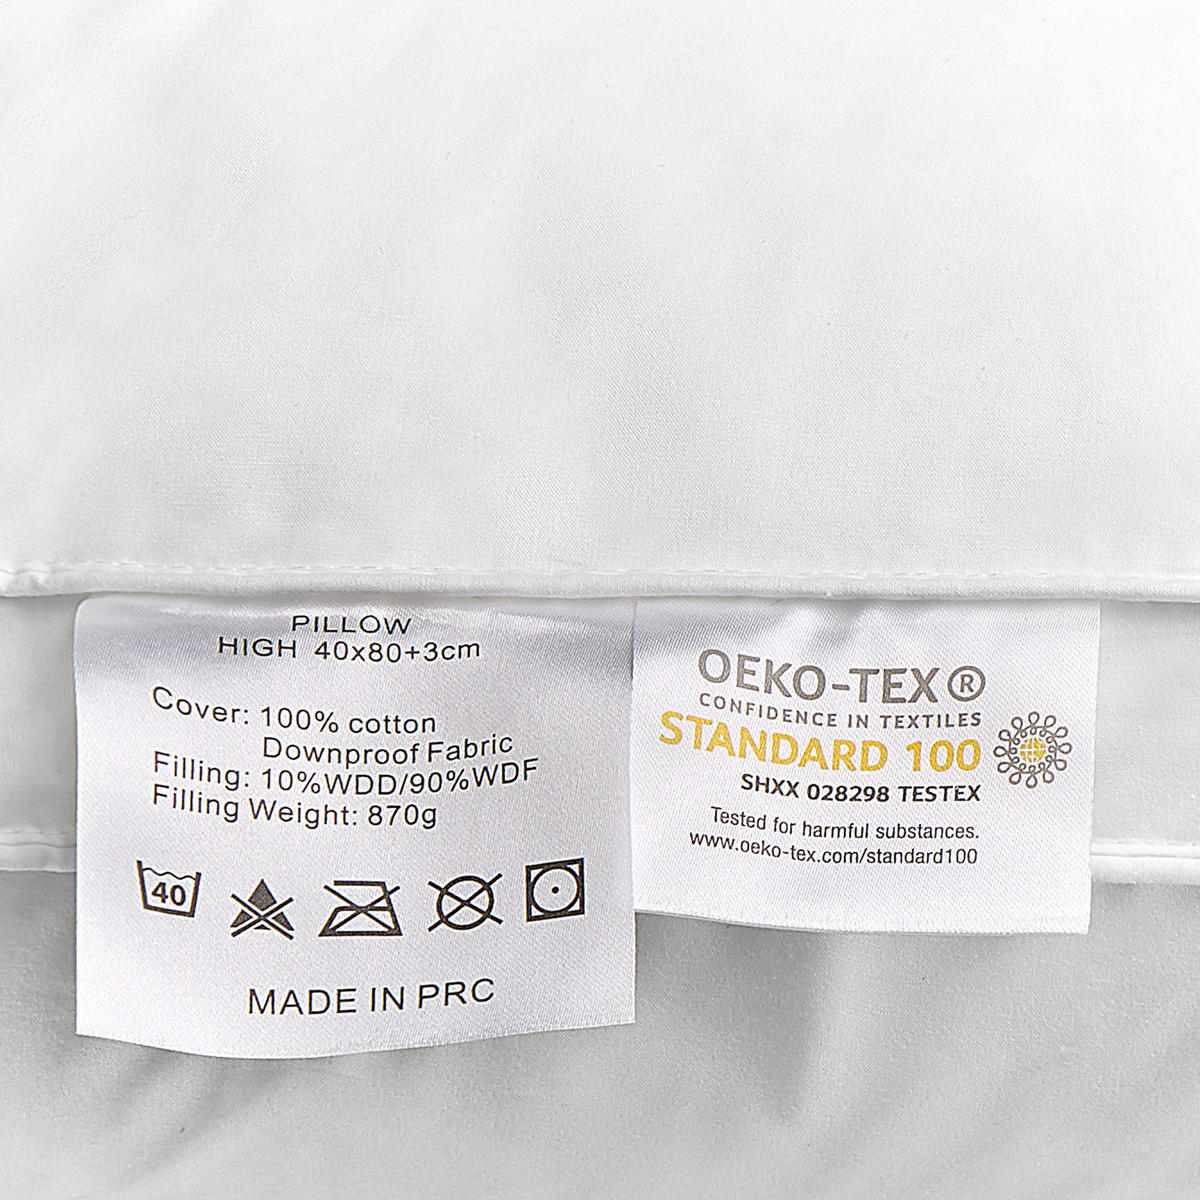 PILLOW
HIGH 40x80+3cm
Cover: 100% cotton
Downproof Fabric
Filling: 10%WDD/90%WDF
Filling Weight: 870g
40
MADE IN PRC
OEKO-TEX®
CONFIDENCE IN TEXTILES
STANDARD 100
SHXX 028298 TESTEX
Tested for harmful substances.
www.oeko-tex.com/standard100